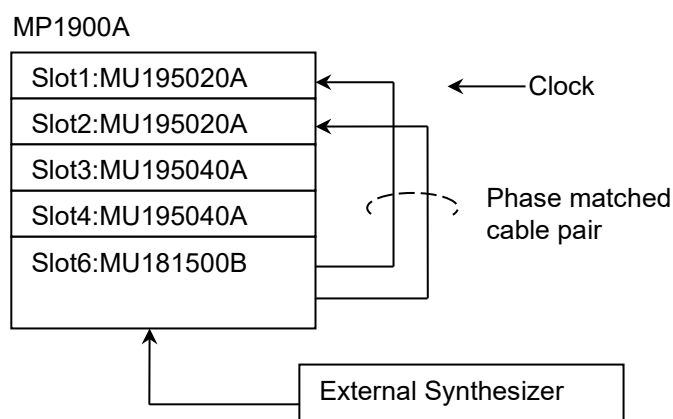 MP1900A
Slot1:MU195020A
Clock
Slot2:MU195020A
Slot3:MU195040A
Slot4:MU195040A
Phase matched
cable pair
Slot6:MU181500B
External Synthesizer